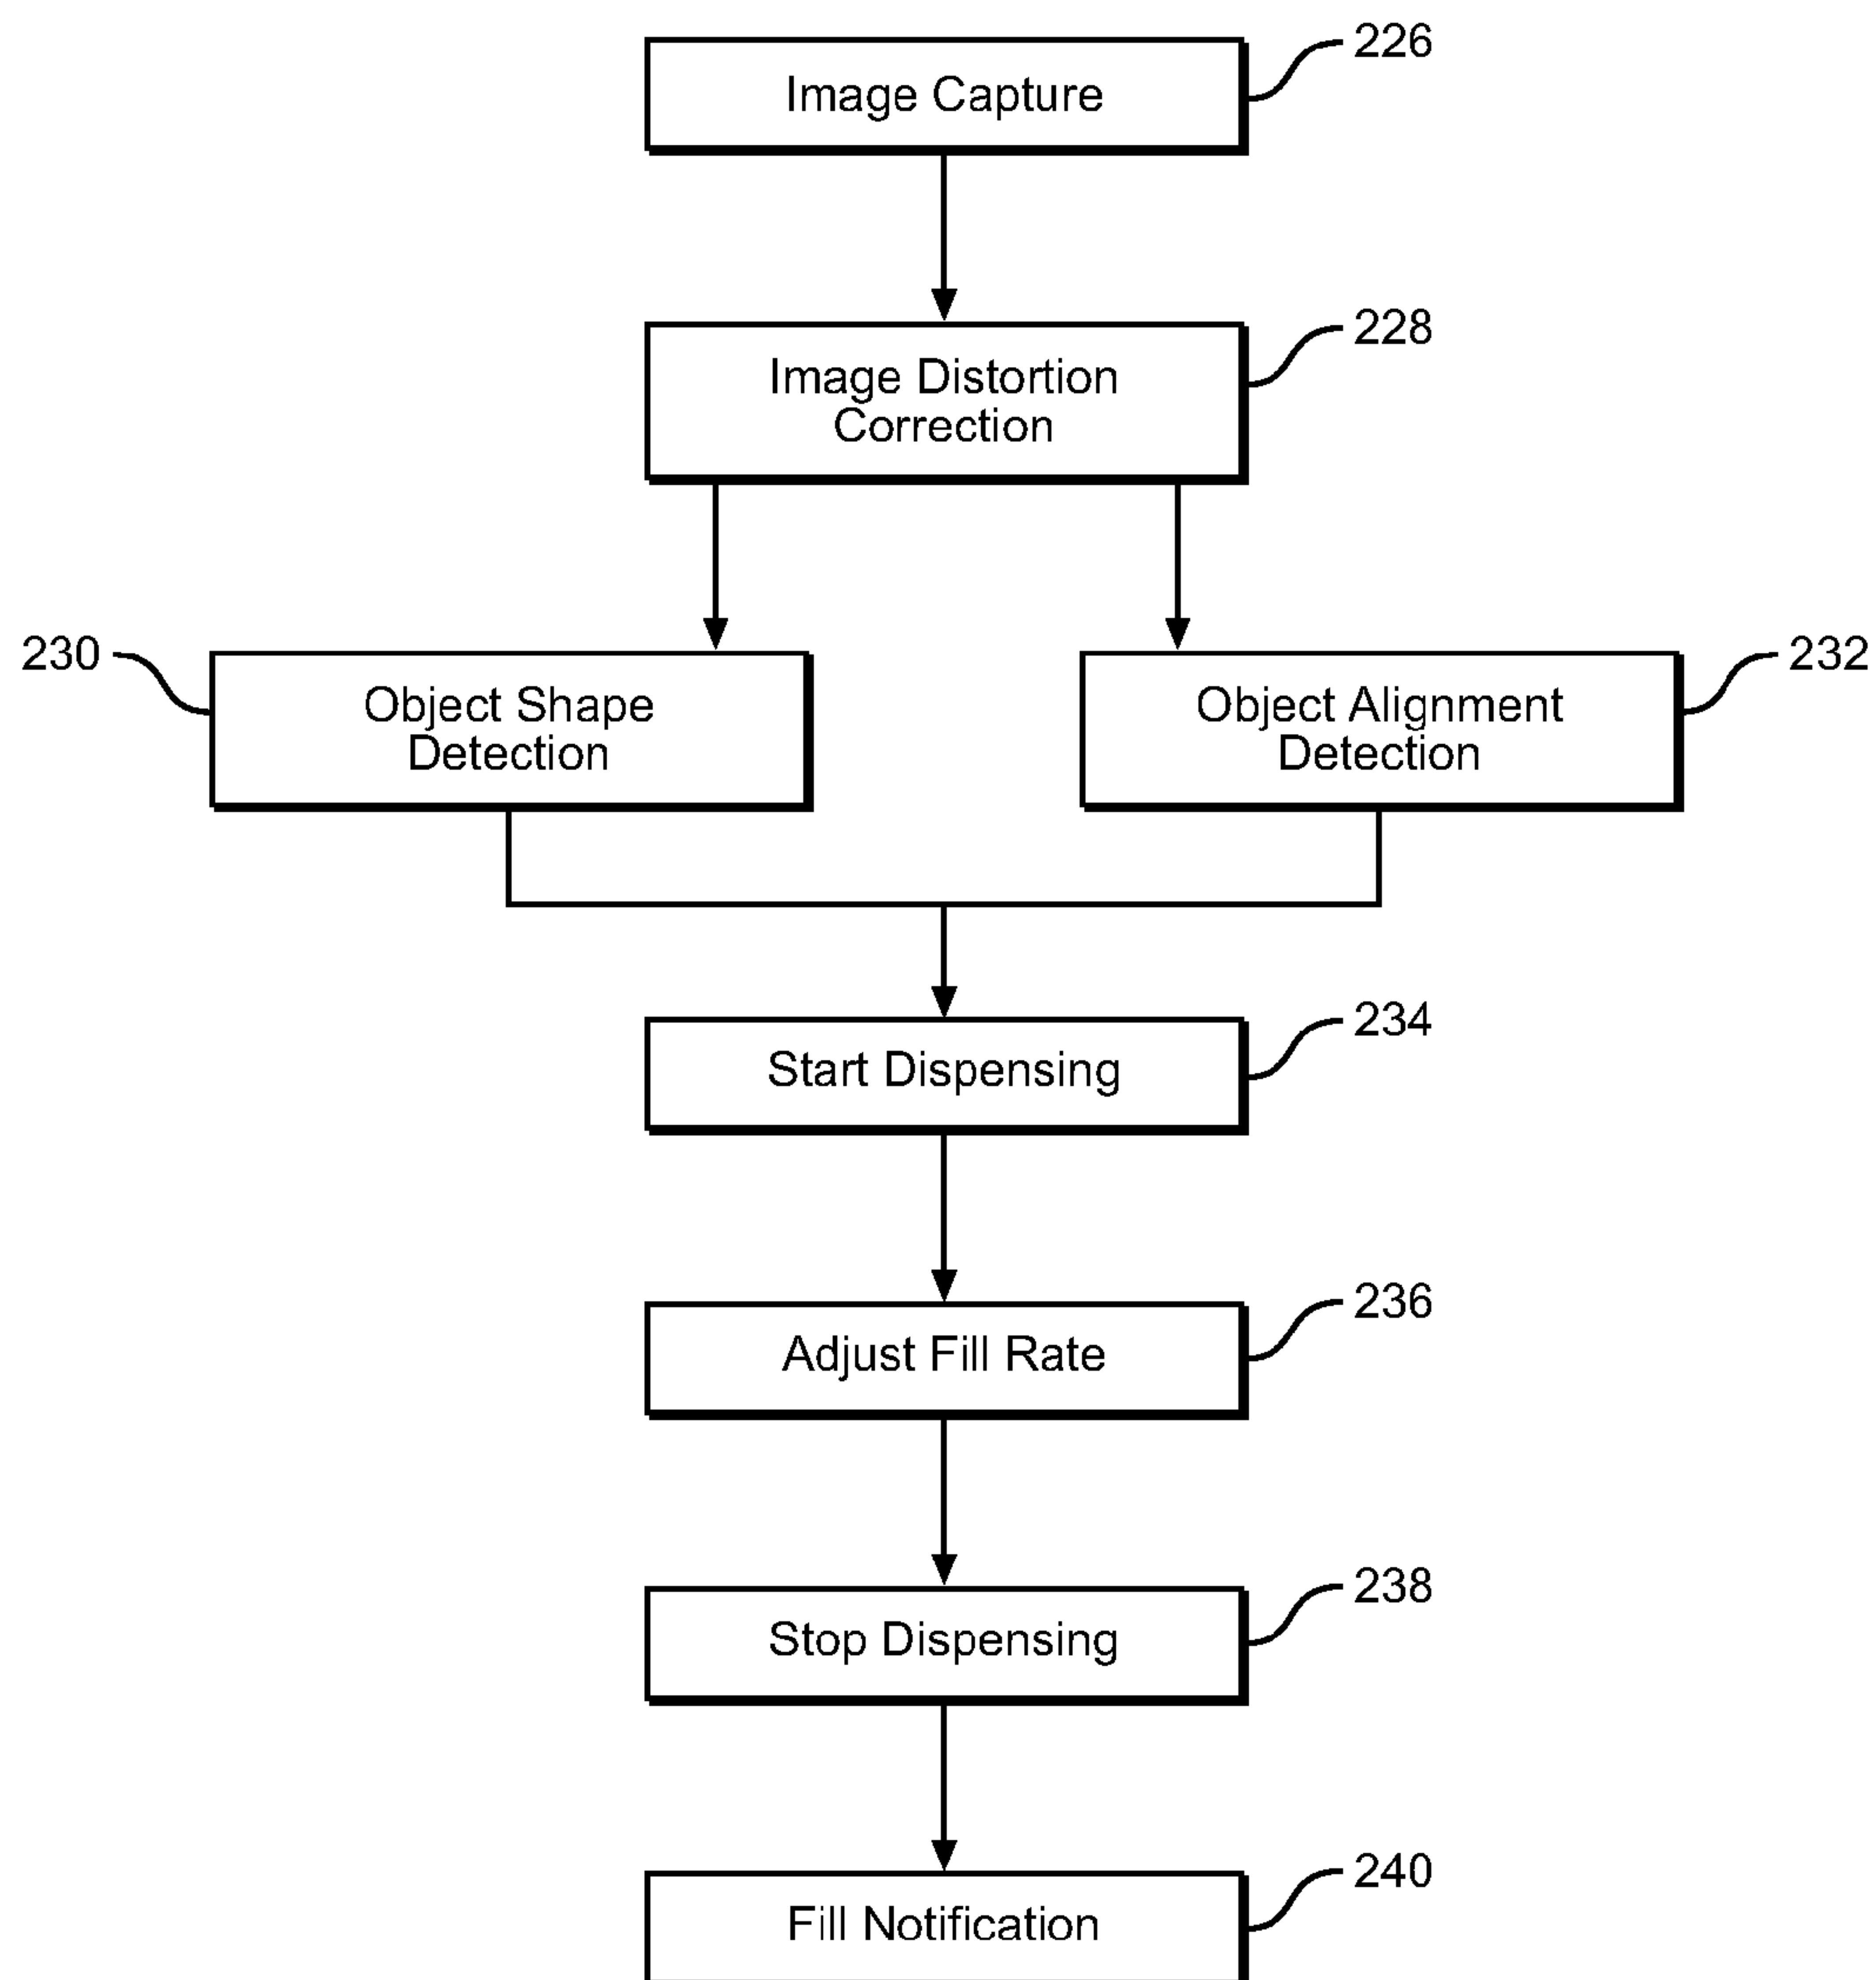 226
Image Capture
228
Image Distortion
Correction
230
Object Shape
Detection
232
Object Alignment
Detection
234
Start Dispensing
236
Adjust Fill Rate
238
Stop Dispensing
240
Fill Notification